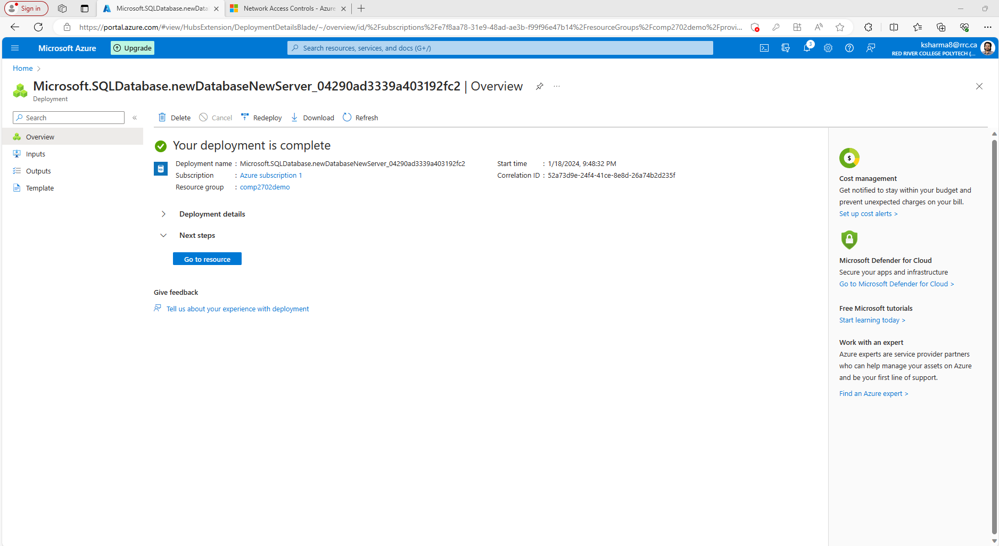 Sign in
Microsoft.SQLDatabase.newData
Network Access Controls - Azure
https://portal.azure.com/#view/HubsExtension/DeploymentDetailsBlade/~/overview/id/%2Fsubscriptions%2Fe7f8aa78-31e9-48ad-ae3b-f99f96e47b14%2FresourceGroups%2Fcomp2702demo%2Fprovi...
Microsoft Azure
Upgrade
Search resources, services, and docs (G+/)
3
ksharma8@rrc.ca
RED RIVER COLLEGE POLYTECH (...
Home
Microsoft.SQLDatabase.newDatabaseNewServer_04290ad3339a403192fc2 | Overview
Deployment
Search
Delete
Cancel
Redeploy
Download
Refresh
Overview
Inputs
Outputs
Template
Your deployment is complete
SQL
Deployment name : Microsoft.SQLDatabase.newDatabaseNewServer_04290ad3339a403192fc2
Subscription : Azure subscription 1
Resource group : comp2702demo
Start time : 1/18/2024, 9:48:32 PM
Correlation ID : 52a73d9e-24f4-41ce-8e8d-26a74b2d235f
Deployment details
Next steps
Go to resource
Give feedback
Tell us about your experience with deployment
$
Cost management
Get notified to stay within your budget and
prevent unexpected charges on your bill.
Set up cost alerts >
Microsoft Defender for Cloud
Secure your apps and infrastructure
Go to Microsoft Defender for Cloud >
Free Microsoft tutorials
Start learning today >
Work with an expert
Azure experts are service provider partners
who can help manage your assets on Azure
and be your first line of support.
Find an Azure expert >